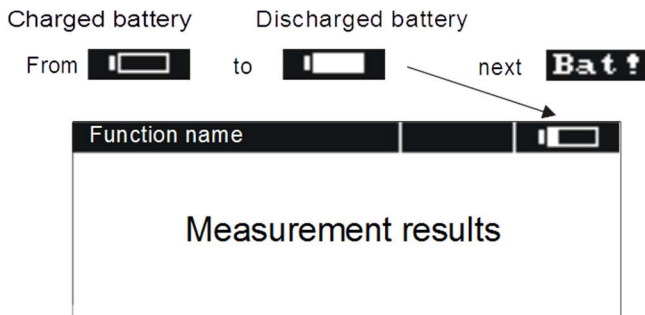 Charged battery Discharged battery
From to next Bat!
Function name
Measurement results